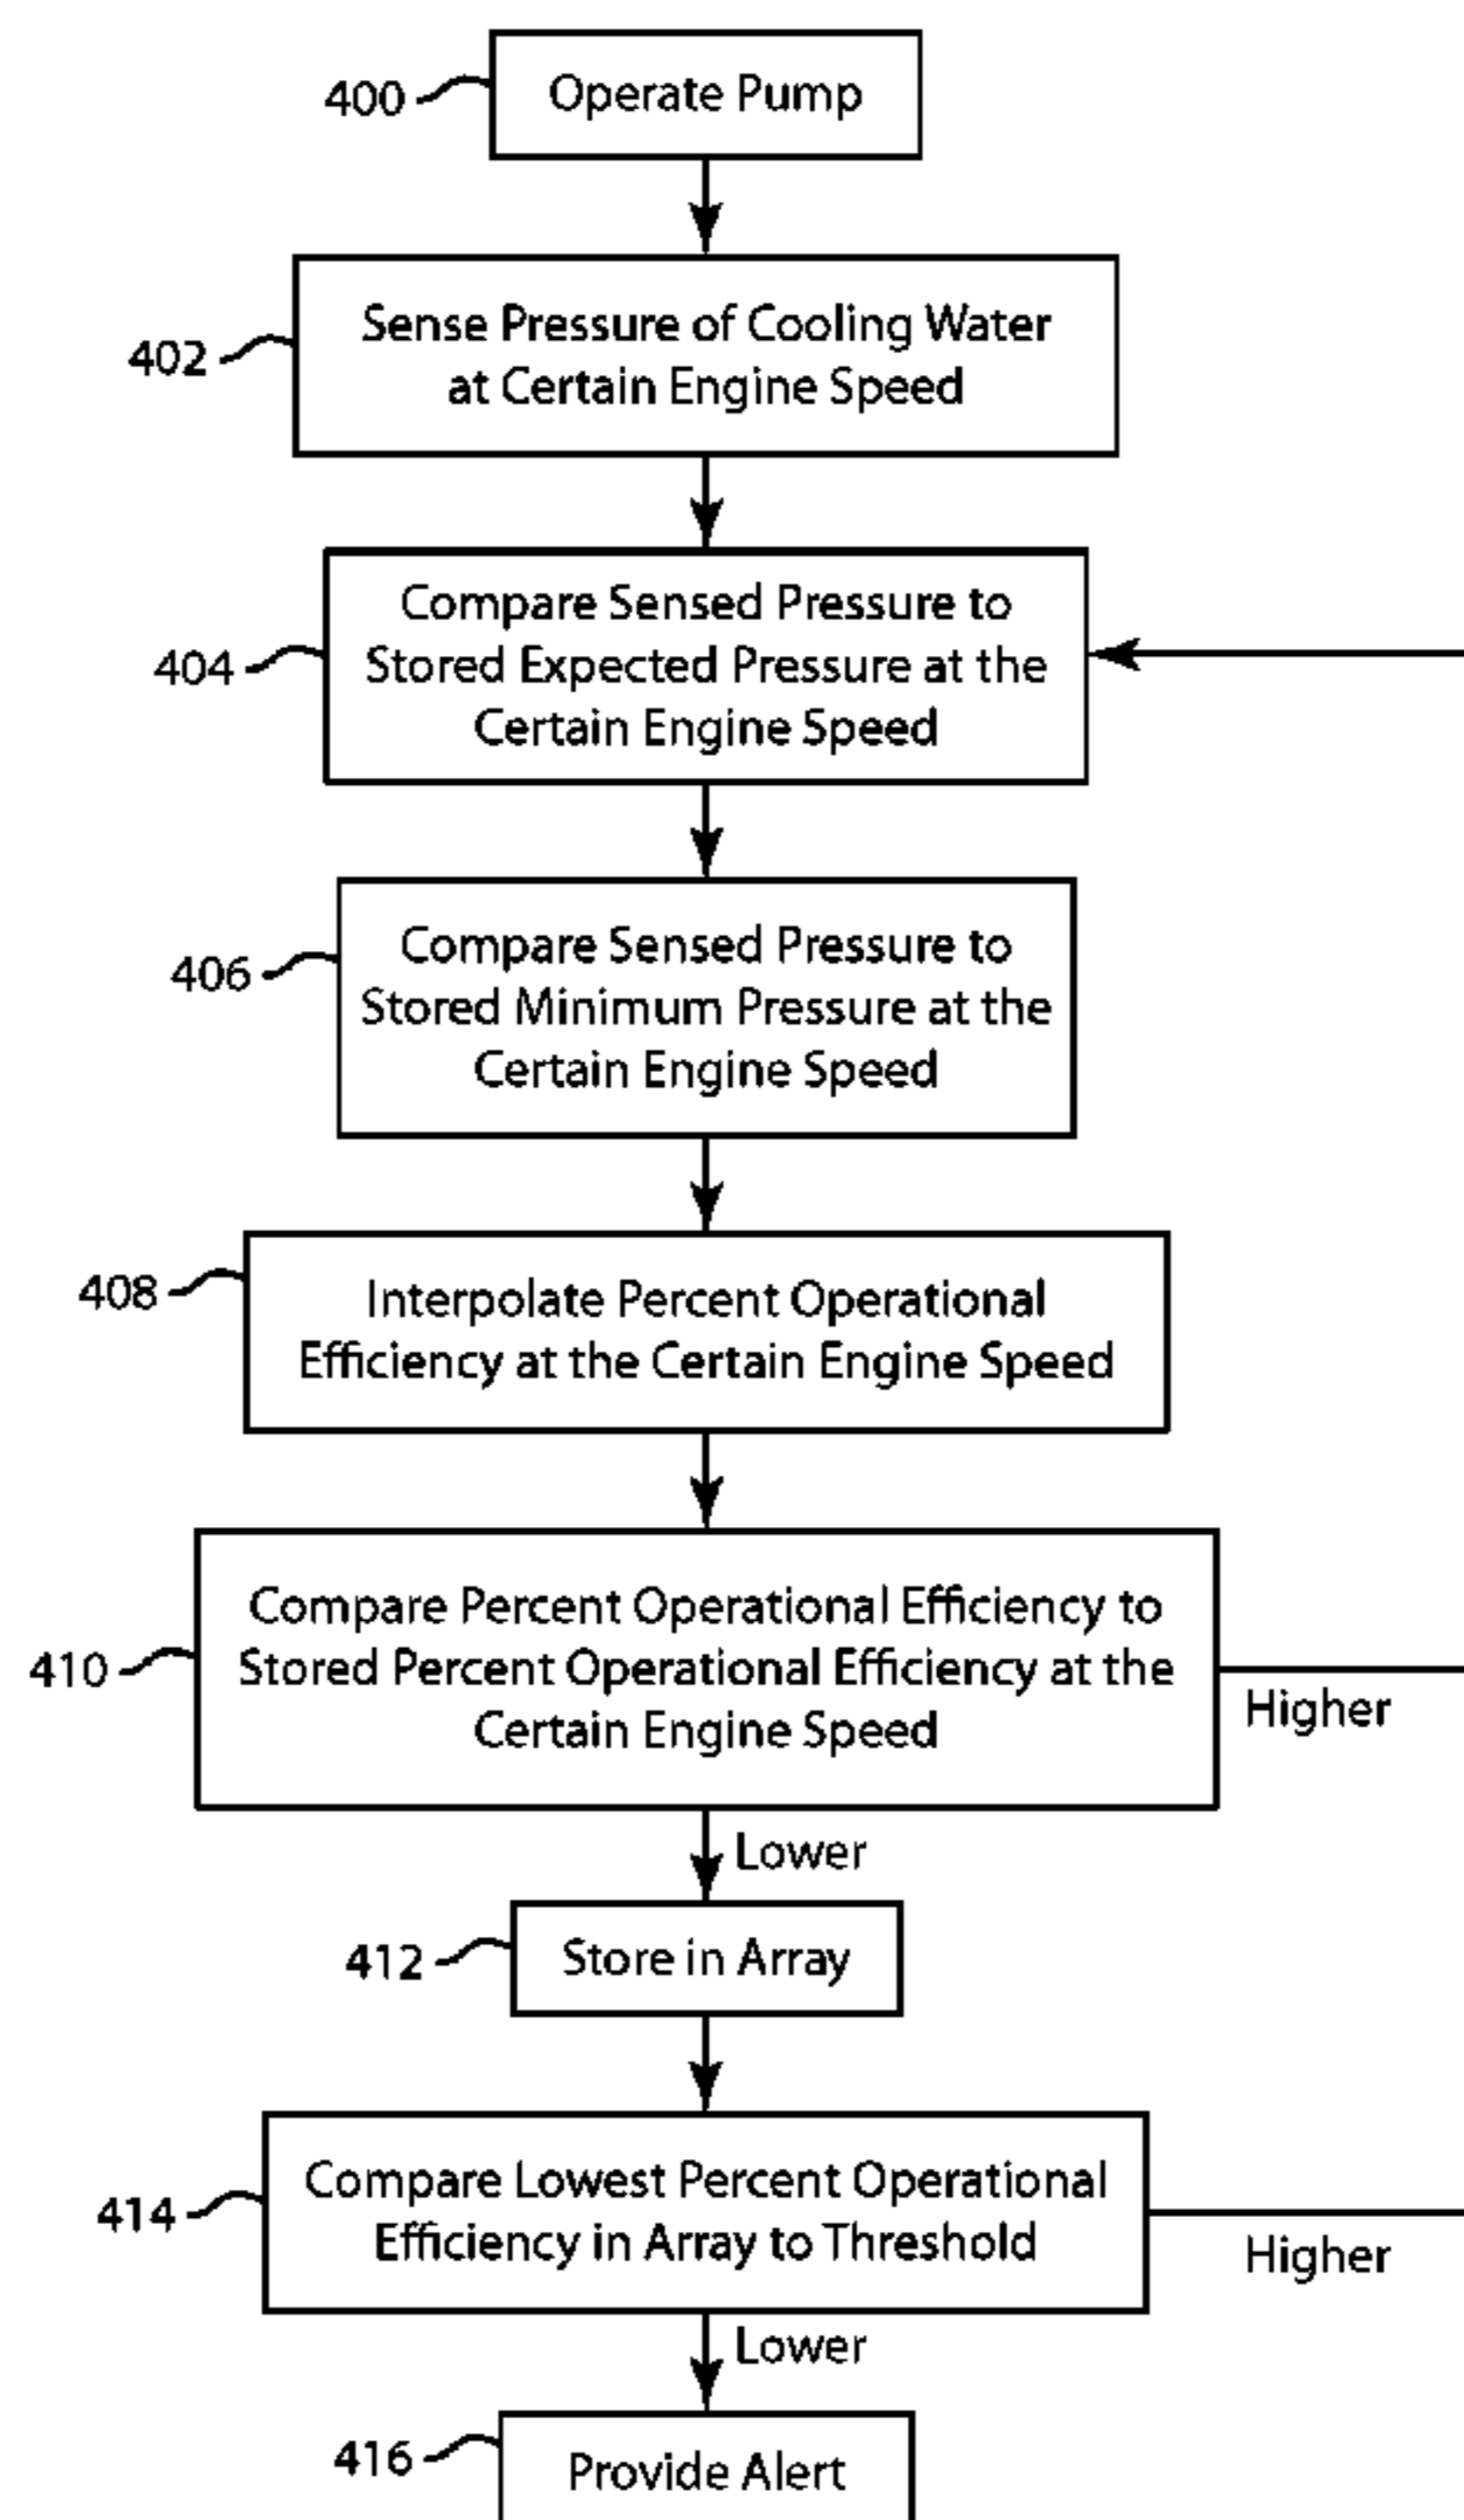 400
Operate Pump
402
Sense Pressure of Cooling Water
at Certain Engine Speed
404
Compare Sensed Pressure to
Stored Expected Pressure at the
Certain Engine Speed
406
Compare Sensed Pressure to
Stored Minimum Pressure at the
Certain Engine Speed
408
Interpolate Percent Operational
Efficiency at the Certain Engine Speed
410
Compare Percent Operational Efficiency to
Stored Percent Operational Efficiency at the
Certain Engine Speed
Higher
Lower
412
Store in Array
414
Compare Lowest Percent Operational
Efficiency in Array to Threshold
Higher
Lower
416
Provide Alert